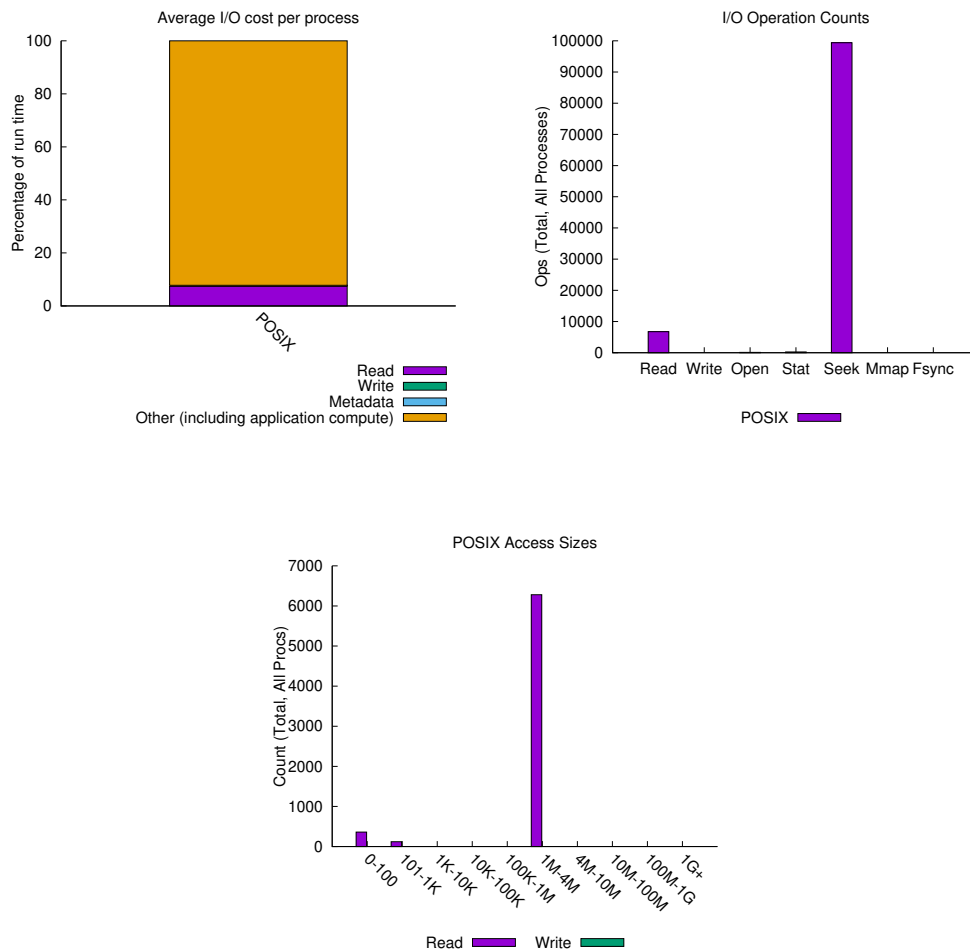 Average I/O cost per process
100
80
60
40
20
0
Percentage of run time
POSIX
Read
Write
Metadata
Other (including application compute)
I/O Operation Counts
100000
90000
80000
70000
60000
50000
40000
30000
20000
10000
0
Ops (Total, All Processes)
Read Write Open Stat Seek Mmap Fsync
POSIX
POSIX Access Sizes
7000
6000
5000
4000
3000
2000
1000
0
Count (Total, All Procs)
0-100
101-1K
1K-10K
10K-100K
100K-1M
1M-4M
4M-10M
10M-100M
100M-1G
1G+
Read Write